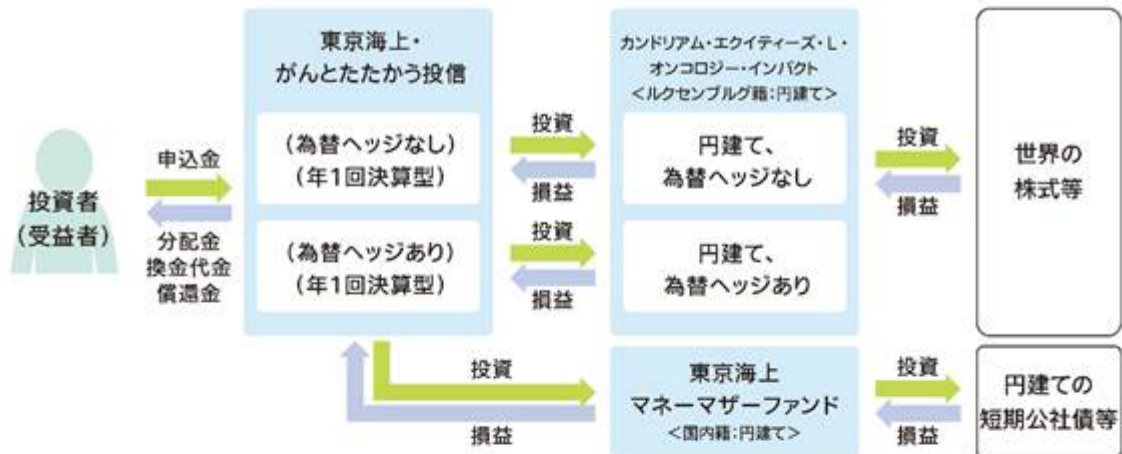 投資者
(受益者)
申込金
分配金
換金代金
償還金
東京海上・
がんとたたかう投信
(為替ヘッジなし)
(年1回決算型)
(為替ヘッジあり)
(年1回決算型)
投資
損益
投資
損益
カンドリアム・エクイティーズ・L・
オンコロジー・インパクト
<ルクセンブルグ籍:円建て>
円建て、
為替ヘッジなし
円建て、
為替ヘッジあり
投資
損益
世界の
株式等
投資
損益
東京海上
マネーマザーファンド
<国内籍:円建て>
投資
損益
円建ての
短期公社債等